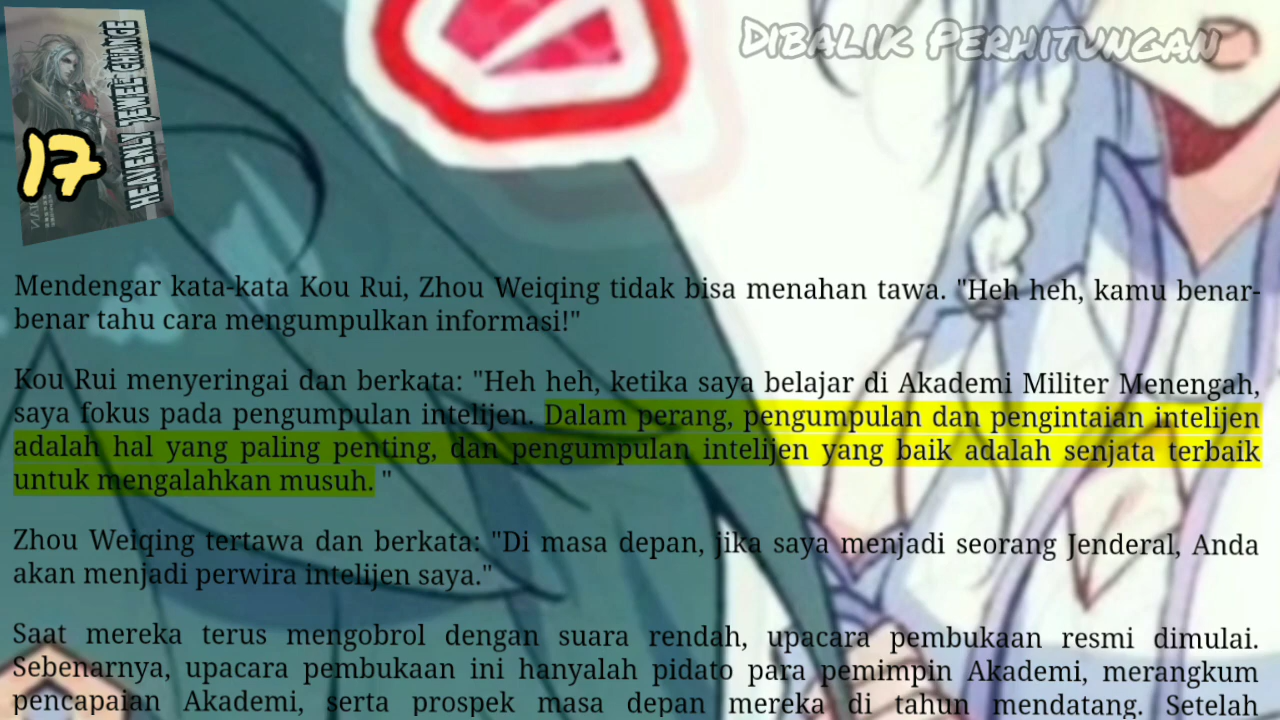 Dibalik Perhitungan
HEAVENLY JEWEL CHANGE
17
Mendengar kata-kata Kou Rui, Zhou Weiqing tidak bisa menahan tawa. "Heh heh, kamu benar-
benar tahu cara mengumpulkan informasi!"
Kou Rui menyeringai dan berkata: "Heh heh, ketika saya belajar di Akademi Militer Menengah,
saya fokus pada pengumpulan intelijen. Dalam perang, pengumpulan dan pengintaian intelijen
adalah hal yang paling penting, dan pengumpulan intelijen yang baik adalah senjata terbaik
untuk mengalahkan musuh. "
Zhou Weiqing tertawa dan berkata: "Di masa depan, jika saya menjadi seorang Jenderal, Anda
akan menjadi perwira intelijen saya."
Saat mereka terus mengobrol dengan suara rendah, upacara pembukaan resmi dimulai.
Sebenarnya, upacara pembukaan ini hanyalah pidato para pemimpin Akademi, merangkum
pencapaian Akademi, serta prospek masa depan mereka di tahun mendatang. Setelah